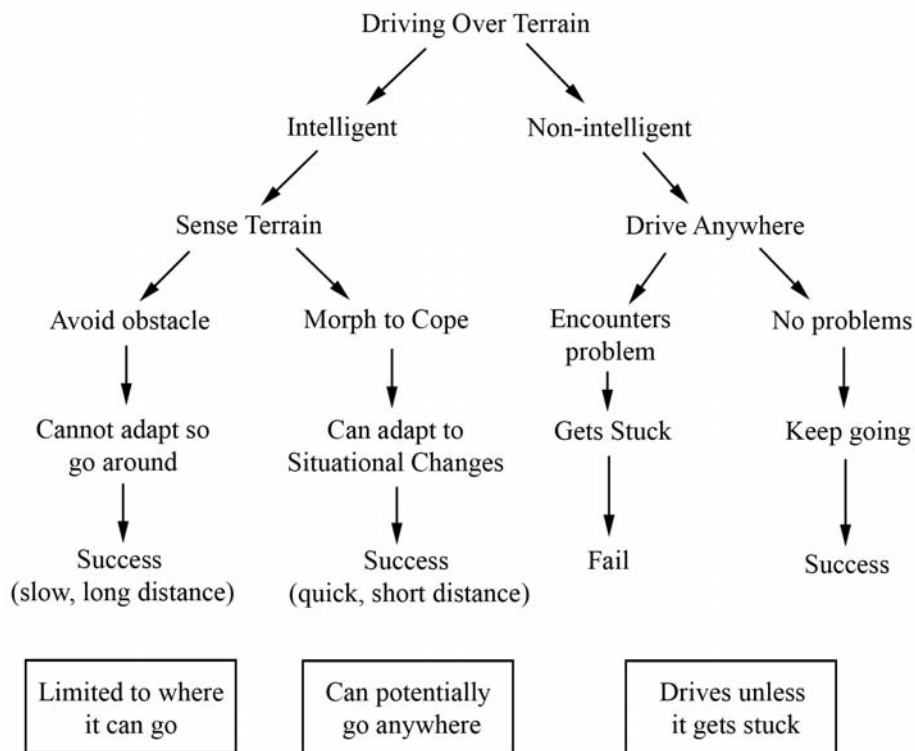 Driving Over Terrain
Intelligent
Non-intelligent
Sense Terrain
Drive Anywhere
Avoid obstacle
Morph to Cope
Encounters
problem
No problems
Cannot adapt so
go around
Can adapt to
Situational Changes
Gets Stuck
Keep going
Success
(slow, long distance)
Success
(quick, short distance)
Fail
Success
Limited to where
it can go
Can potentially
go anywhere
Drives unless
it gets stuck